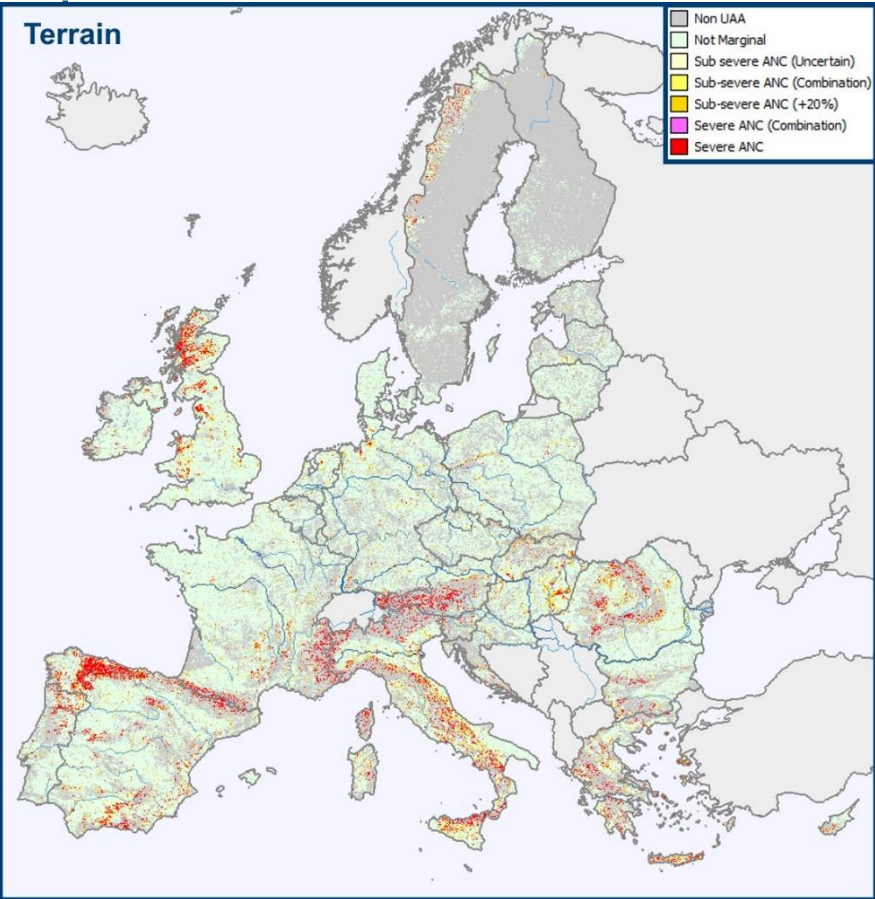 Terrain
Non UAA
Not Marginal
Sub severe ANC (Uncertain)
Sub-severe ANC (Combination)
Sub-severe ANC (+20%)
Severe ANC (Combination)
Severe ANC